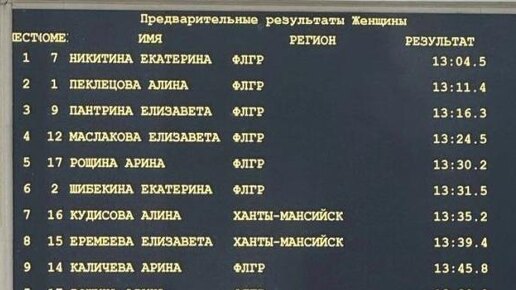 Предварительные результаты Женщины
МЕСТО НОМЕР ИМЯ РЕГИОН РЕЗУЛЬТАТ
1 7 НИКИТИНА ЕКАТЕРИНА ФЛГР 13:04.5
2 1 ПЕКЛЕЦОВА АЛИНА ФЛГР 13:11.4
3 9 ПАНТРИНА ЕЛИЗАВЕТА ФЛГР 13:16.3
4 12 МАСЛАКОВА ЕЛИЗАВЕТА ФЛГР 13:24.5
5 17 РОЩИНА АРИНА ФЛГР 13:30.2
6 2 ШИБЕКИНА ЕКАТЕРИНА ФЛГР 13:31.5
7 16 КУДИСОВА АЛИНА ХАНТЫ-МАНСИЙСК 13:35.2
8 15 ЕРЕМЕЕВА ЕЛИЗАВЕТА ХАНТЫ-МАНСИЙСК 13:39.4
9 14 КАЛИЧЕВА АРИНА ФЛГР 13:45.8